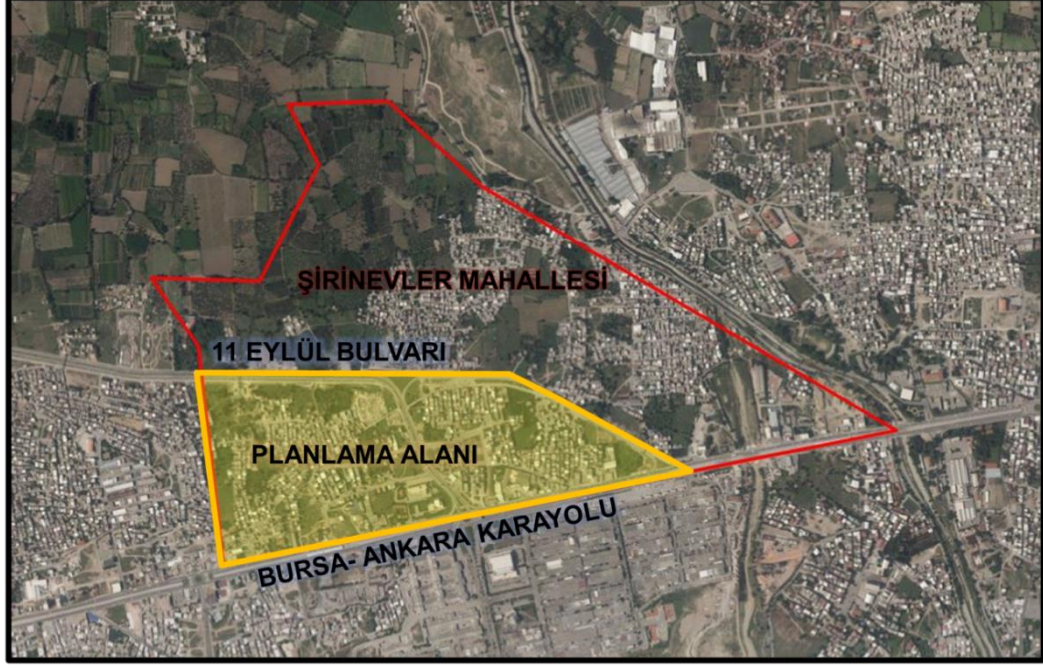 ŞİRİNEVLER MAHALLESİ
11 EYLÜL BULVARI
PLANLAMA ALANI
BURSA- ANKARA KARAYOLU